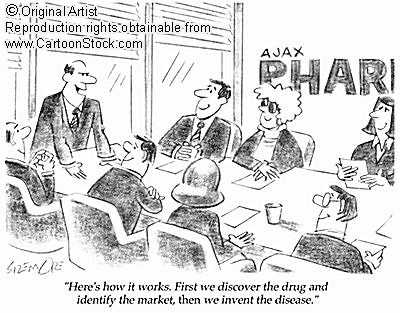 © Original Artist
Reproduction rights obtainable from
www.CartoonStock.com
AJAX
PHAR
SIZEMORE
"Here's how it works. First we discover the drug and
identify the market, then we invent the disease."